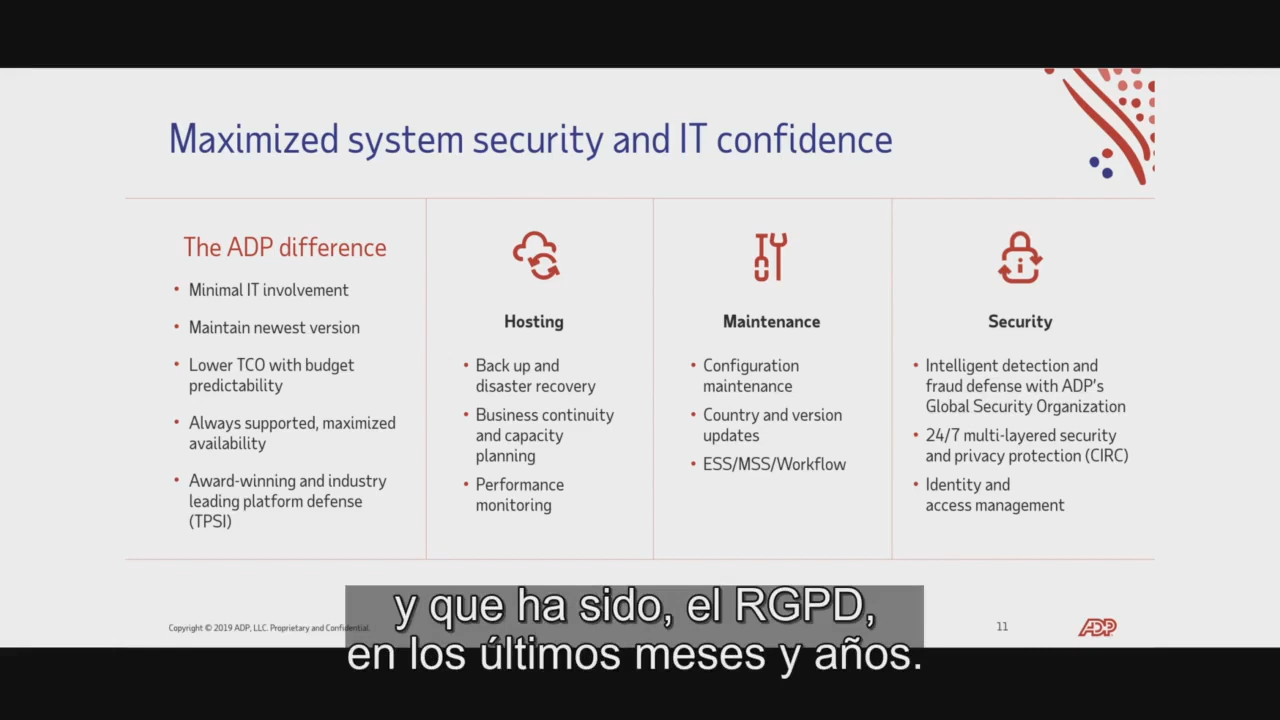 Maximized system security and IT confidence
The ADP difference
• Minimal IT involvement
• Maintain newest version
• Lower TCO with budget
predictability
• Always supported, maximized
availability
• Award-winning and industry
leading platform defense
(TPSI)
Hosting
• Back up and
disaster recovery
• Business continuity
and capacity
planning
• Performance
monitoring
Maintenance
• Configuration
maintenance
• Country and version
updates
• ESS/MSS/Workflow
Security
• Intelligent detection and
fraud defense with ADP's
Global Security Organization
• 24/7 multi-layered security
and privacy protection (CIRC)
• Identity and
access management
Copyright © 2019 ADP, LLC. Proprietary and Confidential.
11
ADP
y que ha sido, el RGPD,
en los últimos meses y años.